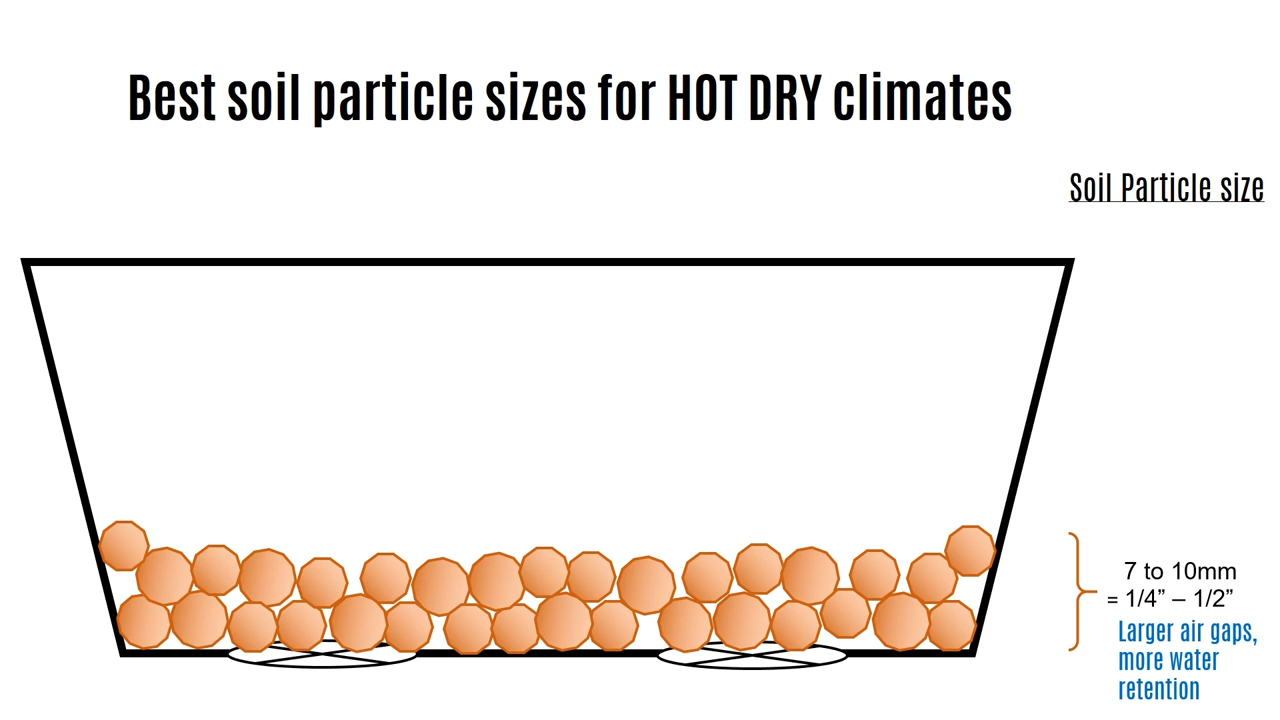 Best soil particle sizes for HOT DRY climates
Soil Particle size
7 to 10mm
= 1/4” – 1/2”
Larger air gaps,
more water
retention